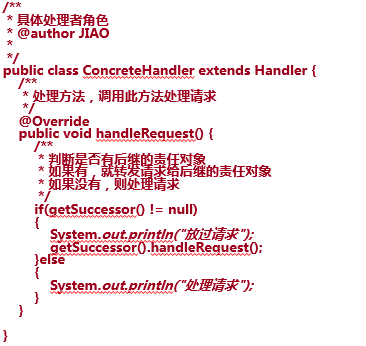 /**
 * 具体处理者角色
 * @author JIAO
 *
 */
public class ConcreteHandler extends Handler {
    /**
     * 处理方法，调用此方法处理请求
     */
    @Override
    public void handleRequest() {
        /**
         * 判断是否有后继的责任对象
         * 如果有，就转发请求给后继的责任对象
         * 如果没有，则处理请求
         */
        if(getSuccessor() != null)
        {
            System.out.println("放过请求");
            getSuccessor().handleRequest();
        }else
        {
            System.out.println("处理请求");
        }
    }
}